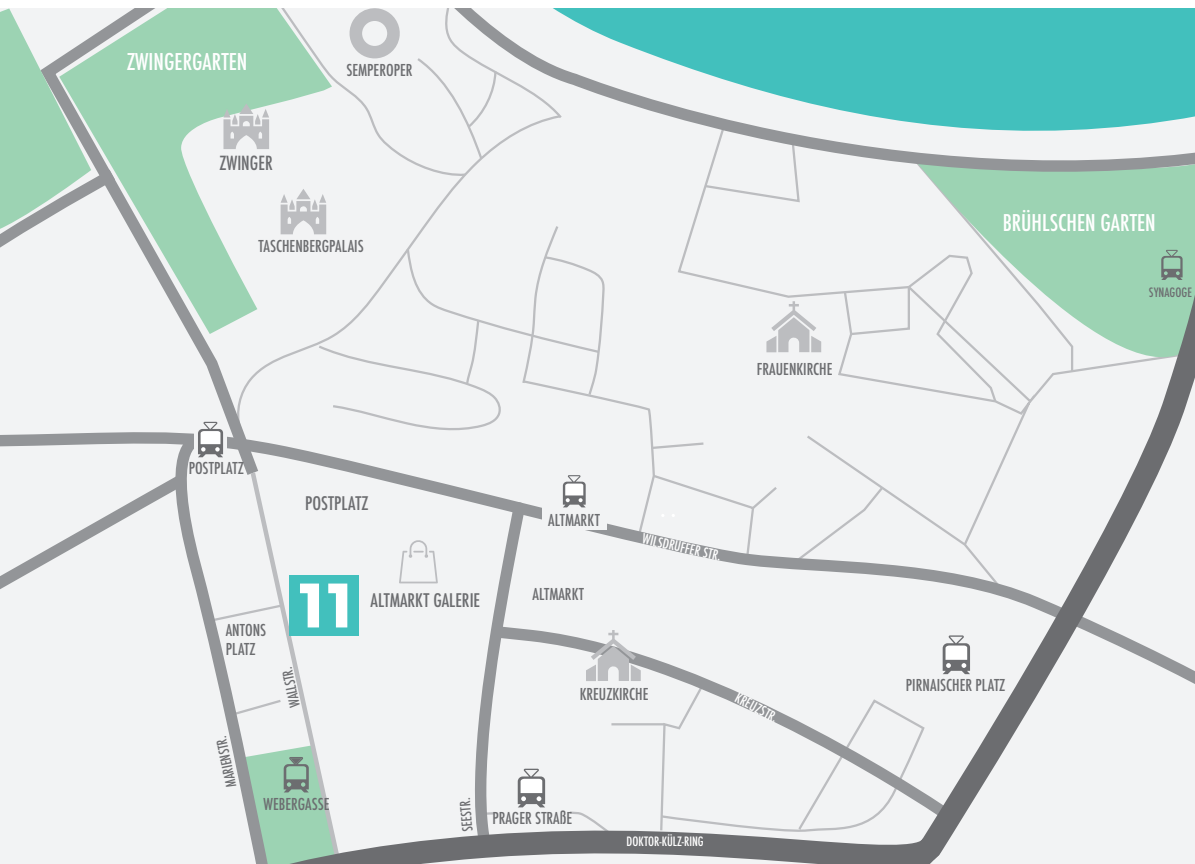 ZWINGERGARTEN
SEMPEROPER
ZWINGER
TASCHENBERGPALAIS
BRÜHLSCHEN GARTEN
SYNAGOGE
FRAUENKIRCHE
POSTPLATZ
POSTPLATZ
ALTMARKT
WILSDRUFFER STR.
11
ALTMARKT GALERIE
ALTMARKT
ANTONS
PLATZ
WALLSTR.
KREUZKIRCHE
PIRNAISCHER PLATZ
KREUZSTR.
MARIENSTR.
WEBERGASSE
SEESTR.
PRAGER STRAßE
DOKTOR-KÜLZ-RING